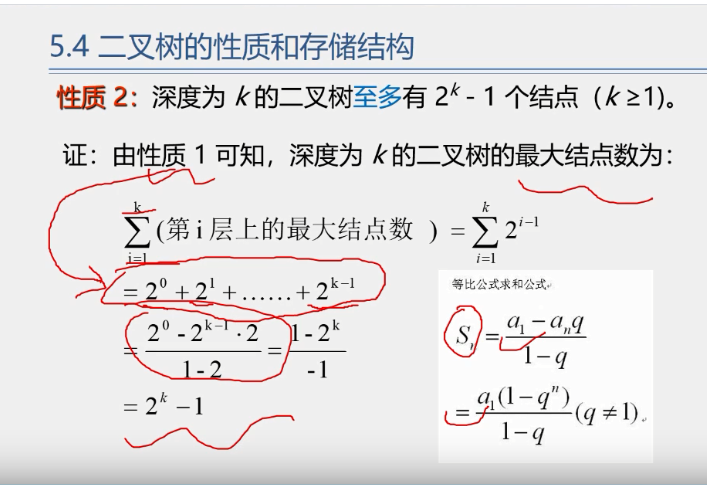 5.4 二叉树的性质和存储结构
性质 2：深度为 k 的二叉树至多有 2^k - 1 个结点（k ≥1)。
证：由性质 1 可知，深度为 k 的二叉树的最大结点数为：
\sum_{i=1}^{k} (第 i 层上的最大结点数 ) = \sum_{i=1}^{k} 2^{i-1}
= 2^0 + 2^1 + ...... + 2^{k-1}
= \frac{2^0 - 2^{k-1} · 2}{1 - 2} = \frac{1 - 2^k}{-1}
= 2^k - 1
等比公式求和公式
S_n = \frac{a_1 - a_n q}{1 - q}
= \frac{a_1(1 - q^n)}{1 - q} (q ≠ 1).